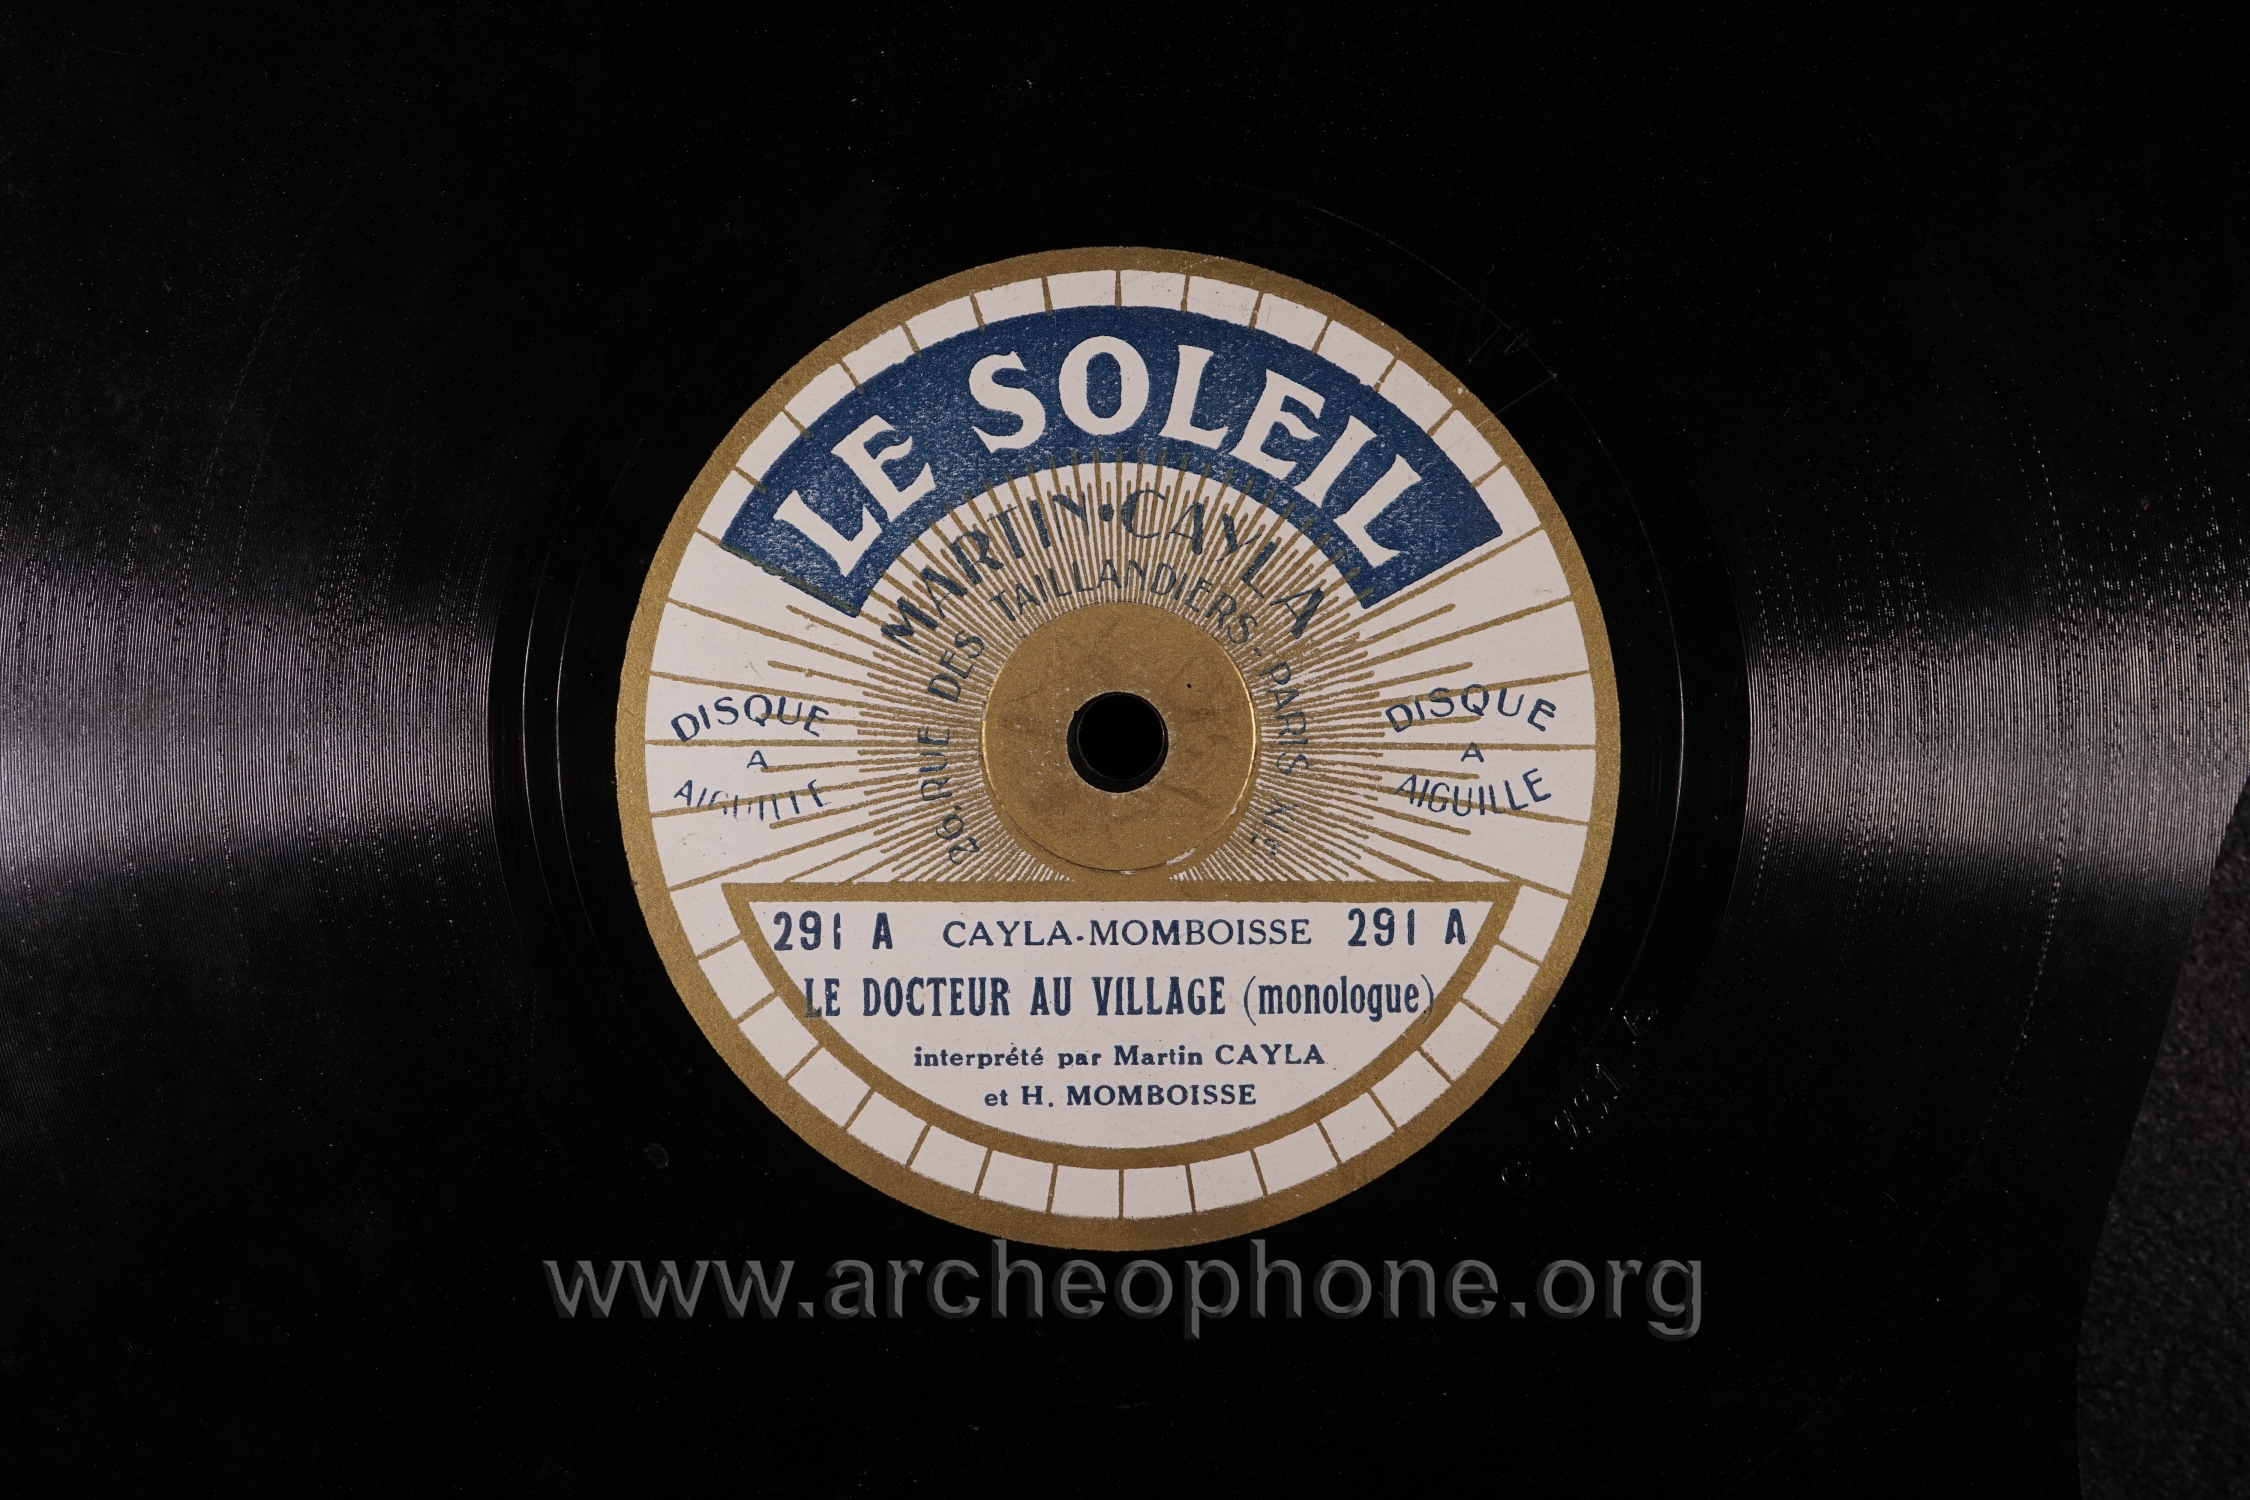 LE SOLEIL
MARTIN·CAYLA
26, RUE DES TAILLANDIERS - PARIS XIe
DISQUE
A
AIGUILLE
DISQUE
A
AIGUILLE
291 A CAYLA-MOMBOISSE 291 A
LE DOCTEUR AU VILLAGE (monologue)
interprété par Martin CAYLA
et H. MOMBOISSE
www.archeophone.org